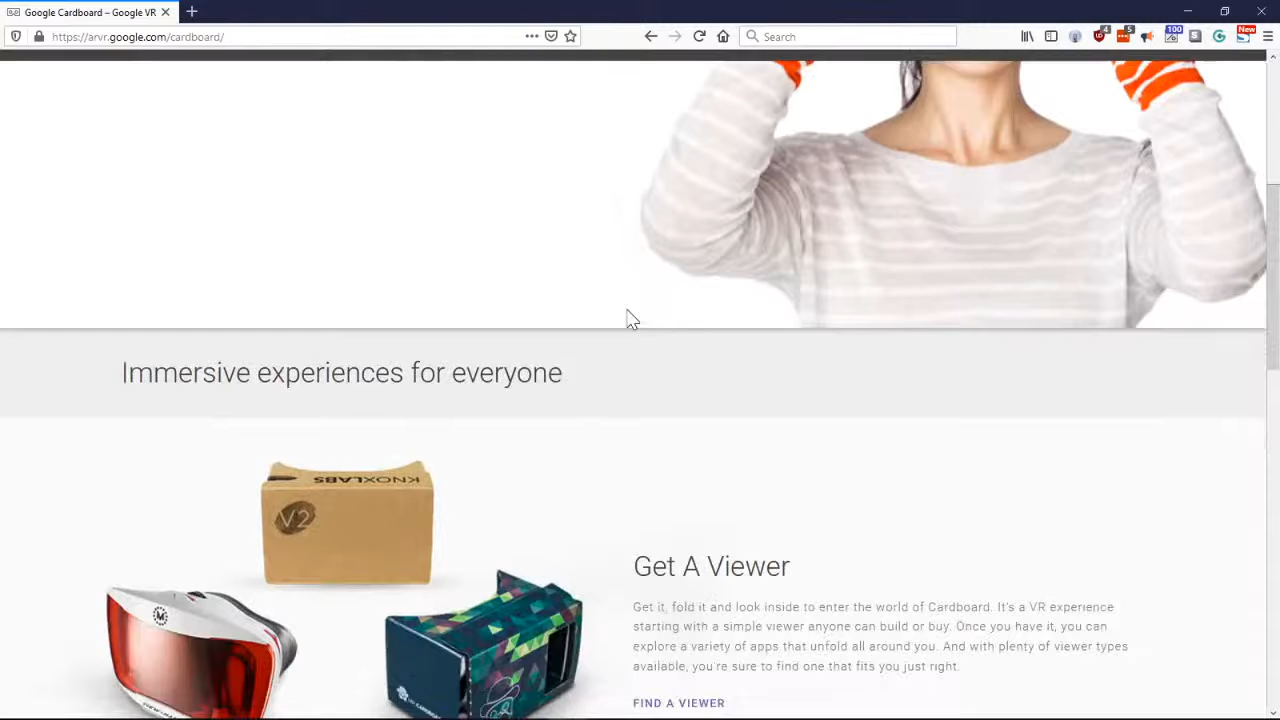 Google Cardboard – Google VR
https://arvr.google.com/cardboard/
Search
4
5
100
New
Immersive experiences for everyone
KNOXLABS
V2
Get A Viewer
Get it, fold it and look inside to enter the world of Cardboard. It's a VR experience
starting with a simple viewer anyone can build or buy. Once you have it, you can
explore a variety of apps that unfold all around you. And with plenty of viewer types
available, you're sure to find one that fits you just right.
FIND A VIEWER